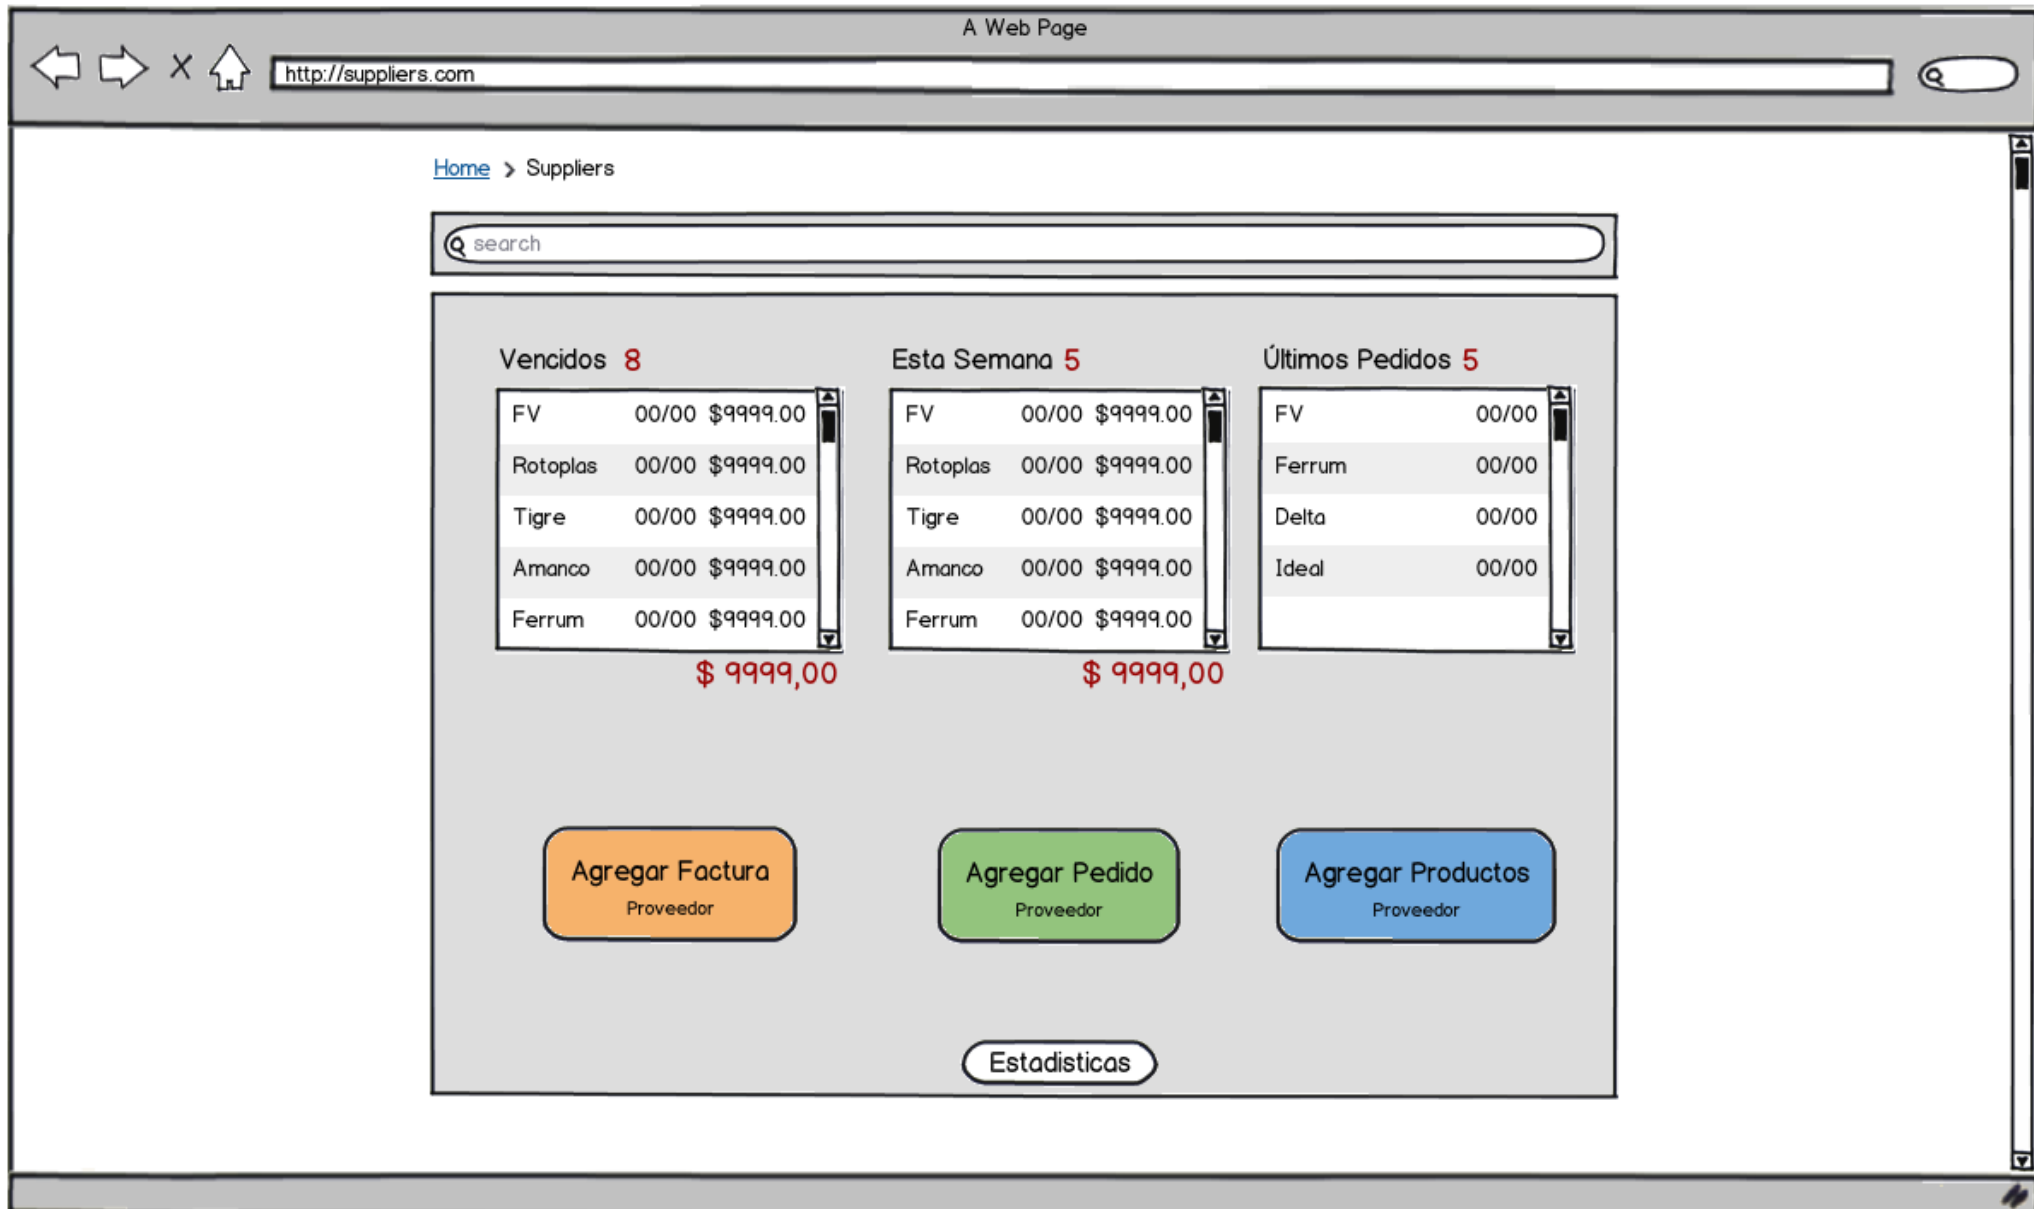 A Web Page
http://suppliers.com
Home > Suppliers
search
Vencidos 8
FV 00/00 $9999.00
Rotoplas 00/00 $9999.00
Tigre 00/00 $9999.00
Amanco 00/00 $9999.00
Ferrum 00/00 $9999.00
$ 9999,00
Esta Semana 5
FV 00/00 $9999.00
Rotoplas 00/00 $9999.00
Tigre 00/00 $9999.00
Amanco 00/00 $9999.00
Ferrum 00/00 $9999.00
$ 9999,00
Últimos Pedidos 5
FV 00/00
Ferrum 00/00
Delta 00/00
Ideal 00/00
Agregar Factura
Proveedor
Agregar Pedido
Proveedor
Agregar Productos
Proveedor
Estadisticas